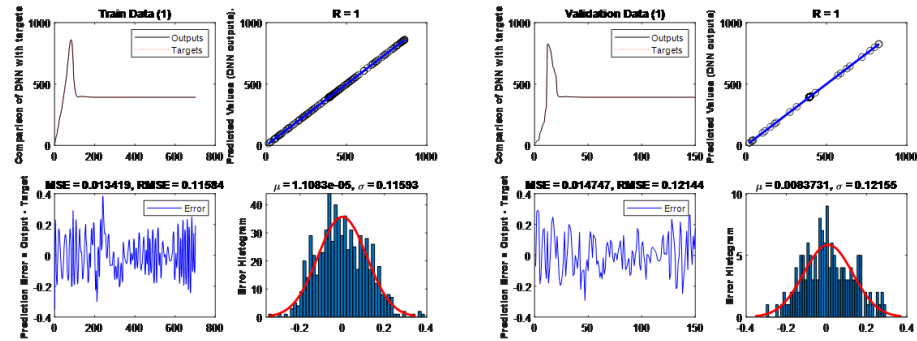 Train Data (1)
R = 1
Validation Data (1)
R = 1
Comparison of DNN with targets
1000
500
0
0 200 400 600 800
Outputs
Targets
Predicted Values (DNN outputs).
1000
500
0
0 500 1000
Comparison of DNN with targets
1000
500
0
0 50 100 150
Outputs
Targets
Predicted Values (DNN outputs)
1000
500
0
0 500 1000
MSE = 0.013419, RMSE = 0.11584
μ = 1.1083e-05, σ = 0.11593
MSE = 0.014747, RMSE = 0.12144
μ = 0.0083731, σ = 0.12155
Prediction Error = Output - Target
0.4
0.2
0
-0.2
-0.4
0 200 400 600 800
Error
Error Histogram
40
30
20
10
0
-0.4 -0.2 0 0.2 0.4
Prediction Error = Output - Target
0.4
0.2
0
-0.2
-0.4
0 50 100 150
Error
Error Histogram
10
5
0
-0.4 -0.2 0 0.2 0.4